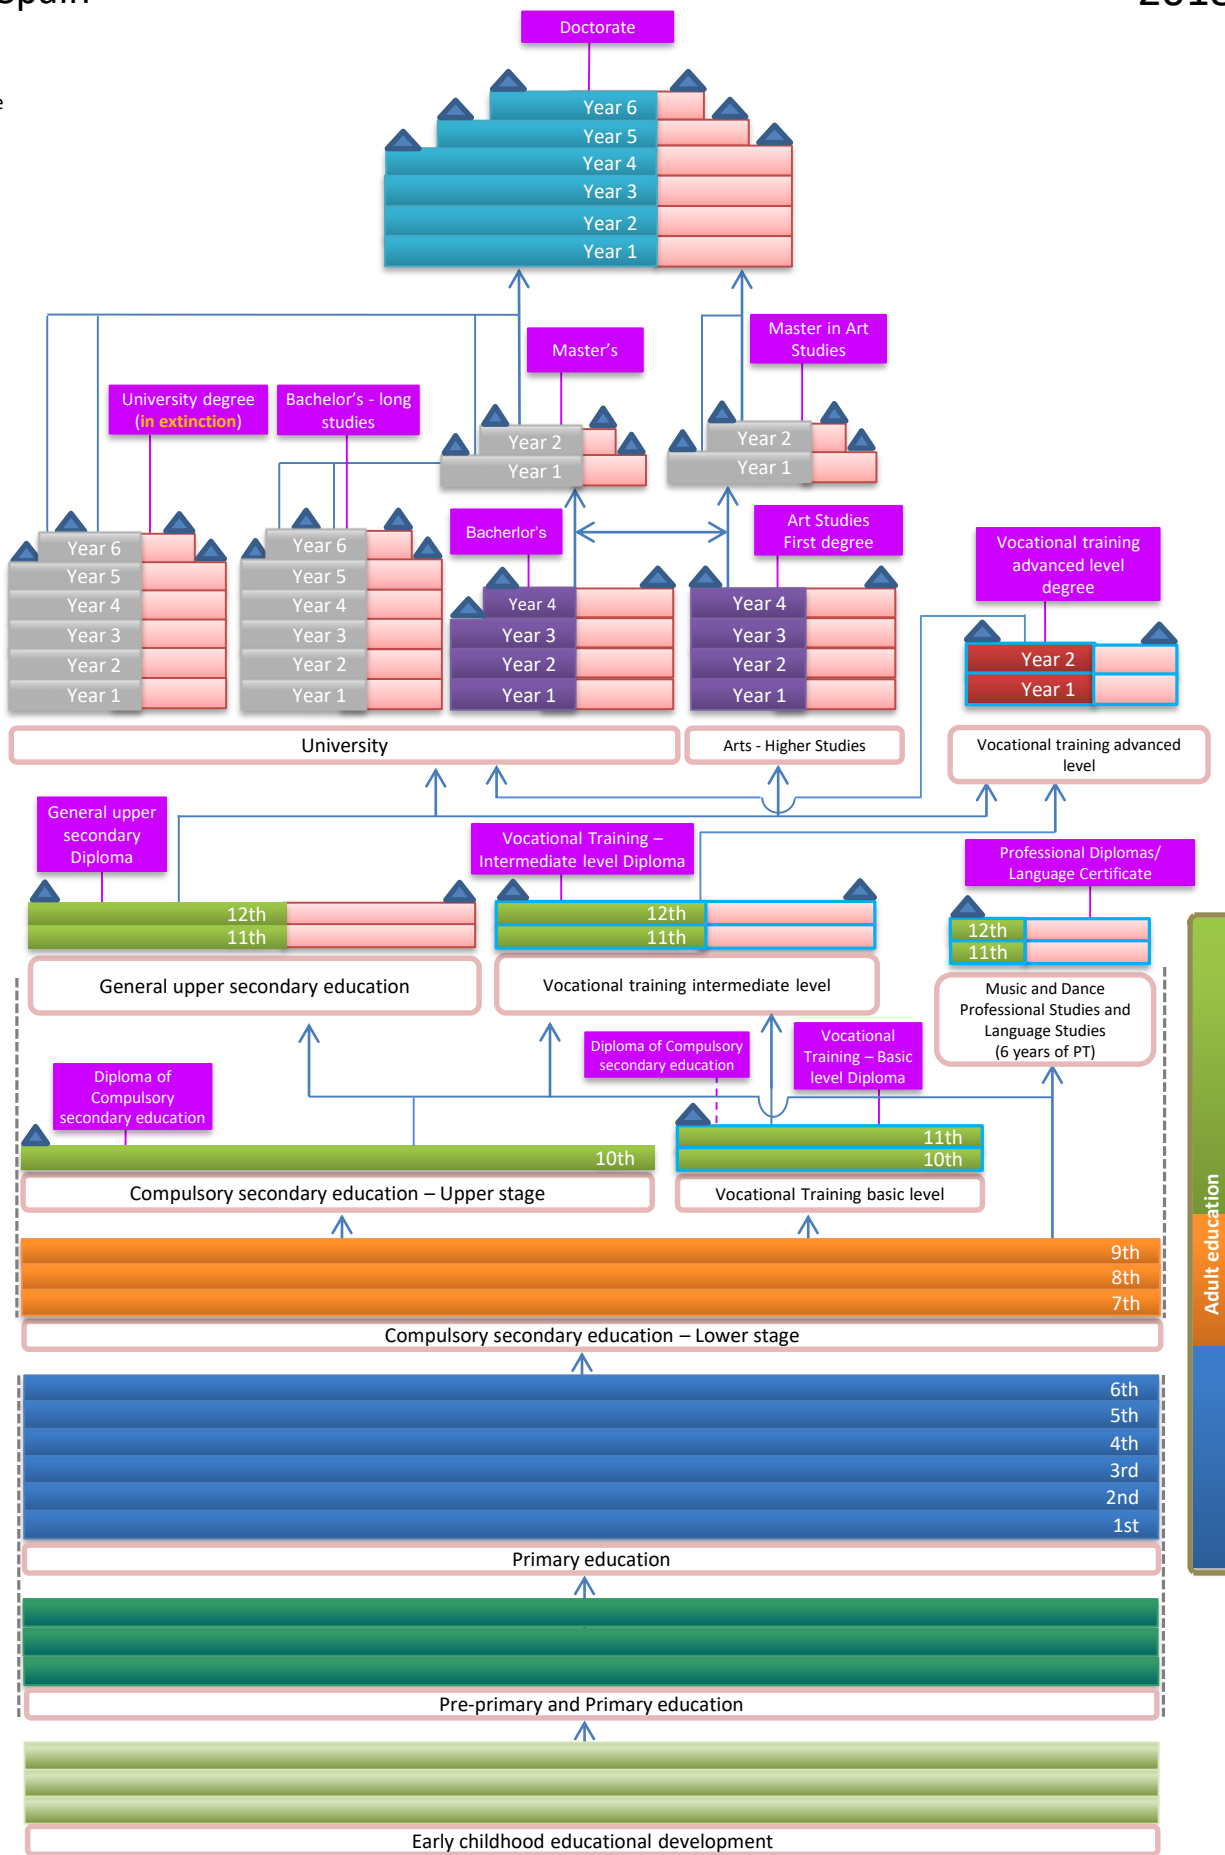 Spain
Doctorate
e
Year 6
Year 5
Year 4
Year 3
Year 2
Year 1
Master's
Master in Art
Studies
University degree
(in extinction)
Bachelor's - long
studies
Year 2
Year 1
Year 2
Year 1
Bacherlor's
Art Studies
First degree
Vocational training
advanced level
degree
Year 6
Year 5
Year 4
Year 3
Year 2
Year 1
Year 6
Year 5
Year 4
Year 3
Year 2
Year 1
Year 4
Year 3
Year 2
Year 1
Year 4
Year 3
Year 2
Year 1
Year 2
Year 1
University
Arts - Higher Studies
Vocational training advanced
level
General upper
secondary
Diploma
Vocational Training –
Intermediate level Diploma
Professional Diplomas/
Language Certificate
12th
11th
12th
11th
12th
11th
General upper secondary education
Vocational training intermediate level
Music and Dance
Professional Studies and
Language Studies
(6 years of PT)
Diploma of
Compulsory
secondary education
Diploma of Compulsory
secondary education
Vocational
Training – Basic
level Diploma
10th
11th
10th
Compulsory secondary education – Upper stage
Vocational Training basic level
9th
8th
7th
Adult education
Compulsory secondary education – Lower stage
6th
5th
4th
3rd
2nd
1st
Primary education
Pre-primary and Primary education
Early childhood educational development